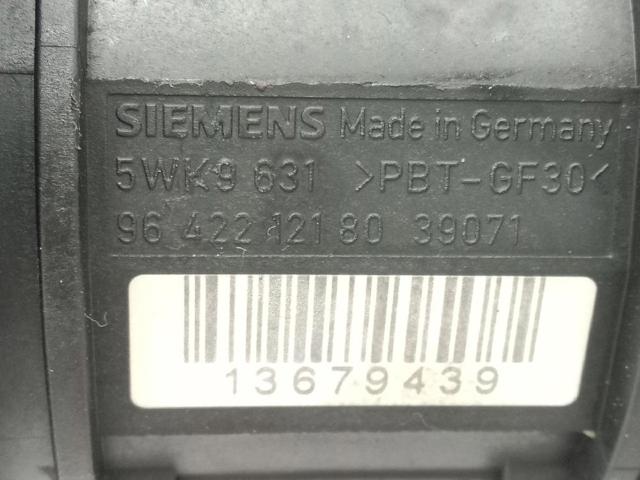 SIEMENS Made in Germany
5WK9 631 >PBT-GF30<
96 422 121 80 39071
13679439